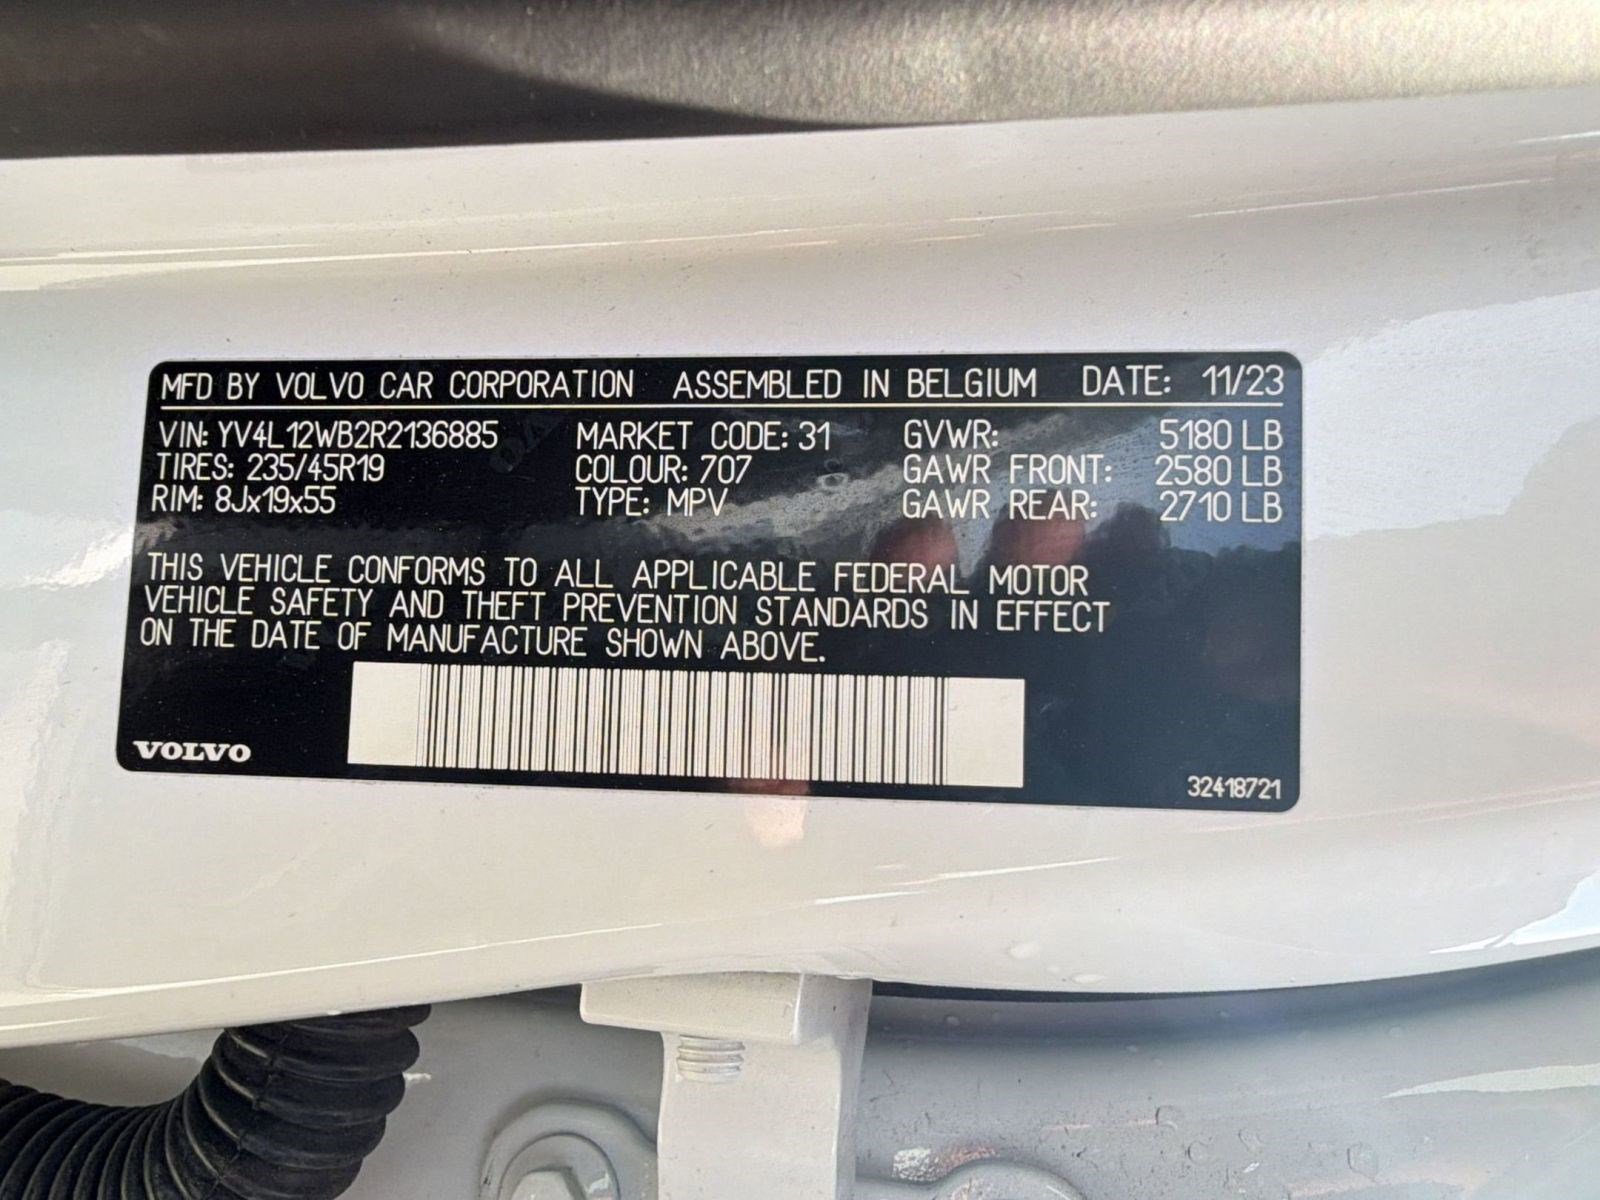 MFD BY VOLVO CAR CORPORATION ASSEMBLED IN BELGIUM DATE: 11/23
VIN: YV4L12WB2R2136885 MARKET CODE: 31 GVWR: 5180 LB
TIRES: 235/45R19 COLOUR: 707 GAWR FRONT: 2580 LB
RIM: 8Jx19x55 TYPE: MPV GAWR REAR: 2710 LB
THIS VEHICLE CONFORMS TO ALL APPLICABLE FEDERAL MOTOR
VEHICLE SAFETY AND THEFT PREVENTION STANDARDS IN EFFECT
ON THE DATE OF MANUFACTURE SHOWN ABOVE.
VOLVO
32418721